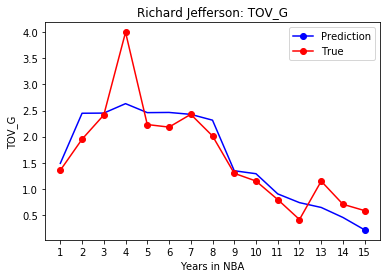 Richard Jefferson: TOV_G
Prediction
True
4.0
3.5
3.0
2.5
2.0
1.5
1.0
0.5
TOV_G
1 2 3 4 5 6 7 8 9 10 11 12 13 14 15
Years in NBA